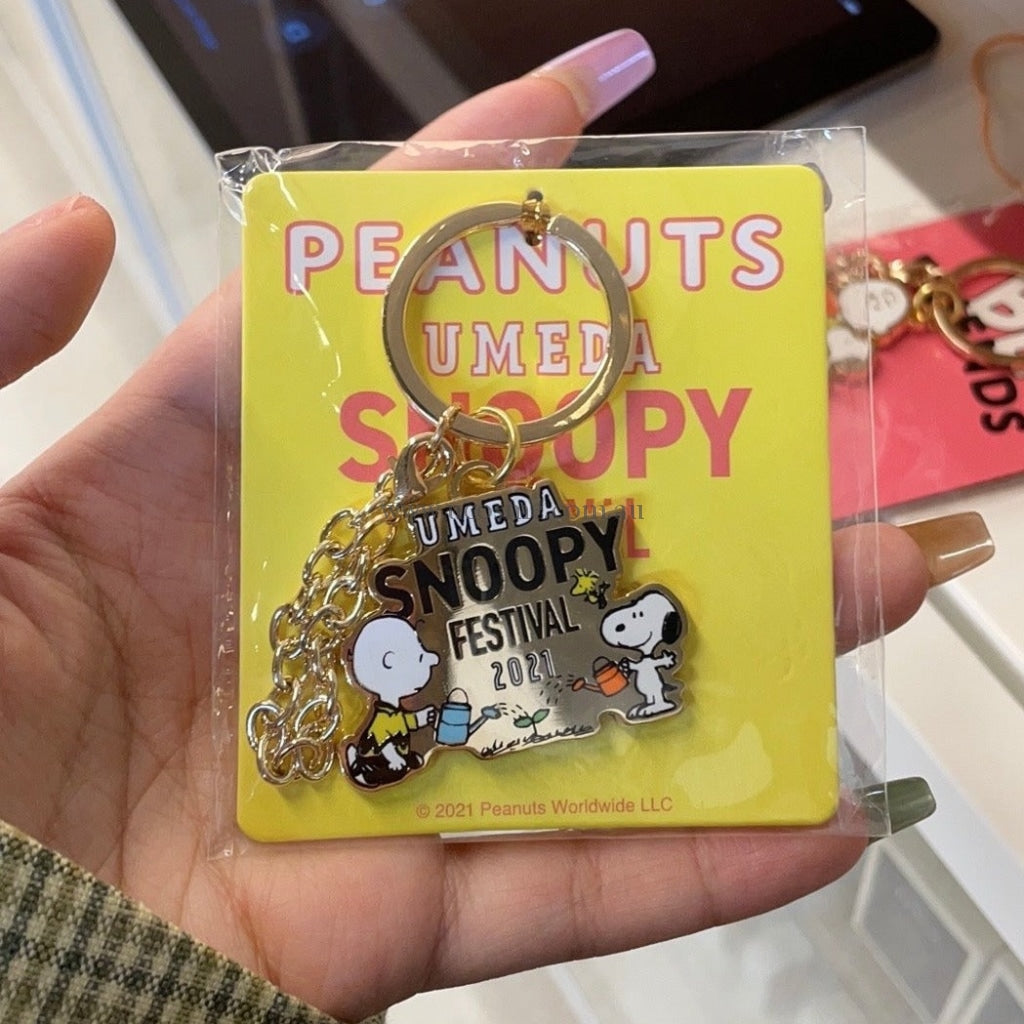 PEANUTS
UMEDA
SNOOPY
UMEDA
SNOOPY
FESTIVAL
2021
© 2021 Peanuts Worldwide LLC